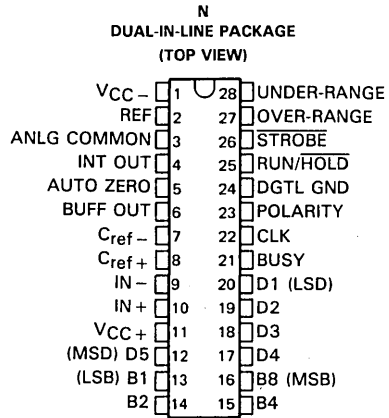 N
DUAL-IN-LINE PACKAGE
(TOP VIEW)
VCC- 1 28 UNDER-RANGE
REF 2 27 OVER-RANGE
ANLG COMMON 3 26 STROBE
INT OUT 4 25 RUN/HOLD
AUTO ZERO 5 24 DGTL GND
BUFF OUT 6 23 POLARITY
Cref- 7 22 CLK
Cref+ 8 21 BUSY
IN- 9 20 D1 (LSD)
IN+ 10 19 D2
VCC+ 11 18 D3
(MSD) D5 12 17 D4
(LSB) B1 13 16 B8 (MSB)
B2 14 15 B4